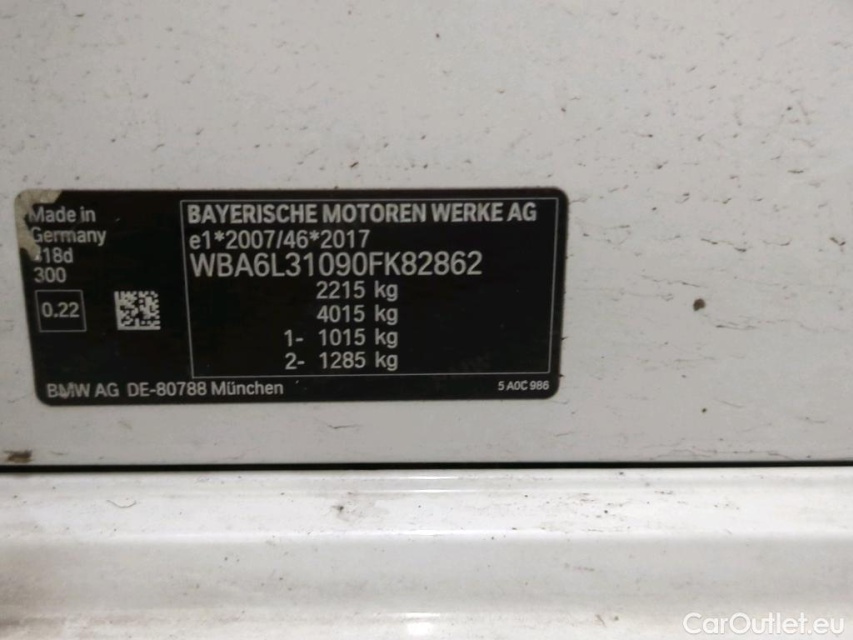 Made in
Germany
218d
300
0.22
BAYERISCHE MOTOREN WERKE AG
e1*2007/46*2017
WBA6L31090FK82862
2215 kg
4015 kg
1- 1015 kg
2- 1285 kg
BMW AG DE-80788 München
5 A0C 986
CarOutlet.eu